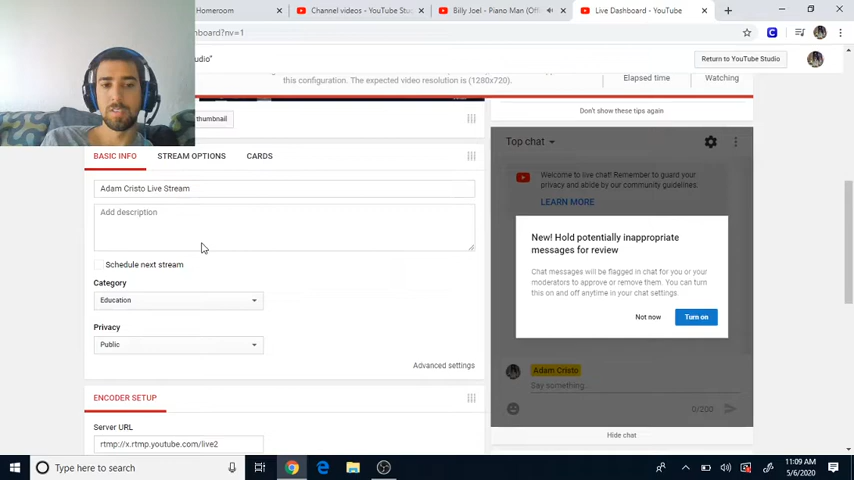 Homeroom
Channel videos - YouTube Stu
Billy Joel - Piano Man (Offi
Live Dashboard - YouTube
board?nv=1
tudio"
Return to YouTube Studio
this configuration. The expected video resolution is (1280x720).
Elapsed time
Watching
Don't show these tips again
thumbnail
Top chat
BASIC INFO
STREAM OPTIONS
CARDS
Welcome to live chat! Remember to guard your
privacy and abide by our community guidelines.
LEARN MORE
Adam Cristo Live Stream
Add description
New! Hold potentially inappropriate
messages for review
Chat messages will be flagged in chat for you or your
moderators to approve or remove them. You can turn
this on and off anytime in your chat settings.
Not now
Turn on
Schedule next stream
Category
Education
Privacy
Public
Advanced settings
Adam Cristo
Say something...
0/200
Hide chat
ENCODER SETUP
Server URL
rtmp://x.rtmp.youtube.com/live2
Type here to search
11:09 AM
5/6/2020